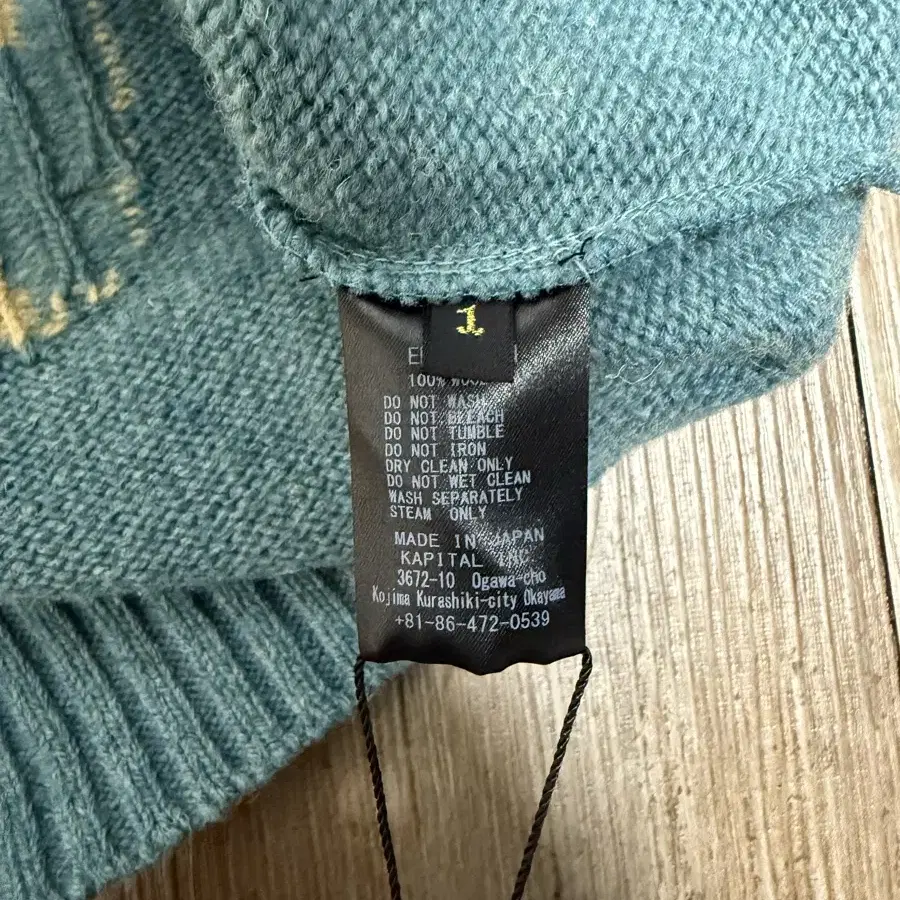 1
100% WOOL
DO NOT WASH
DO NOT BLEACH
DO NOT TUMBLE
DO NOT IRON
DRY CLEAN ONLY
DO NOT WET CLEAN
WASH SEPARATELY
STEAM ONLY
MADE IN JAPAN
KAPITAL INC
3672-10 Ogawa-cho
Kojima Kurashiki-city Okayama
+81-86-472-0539